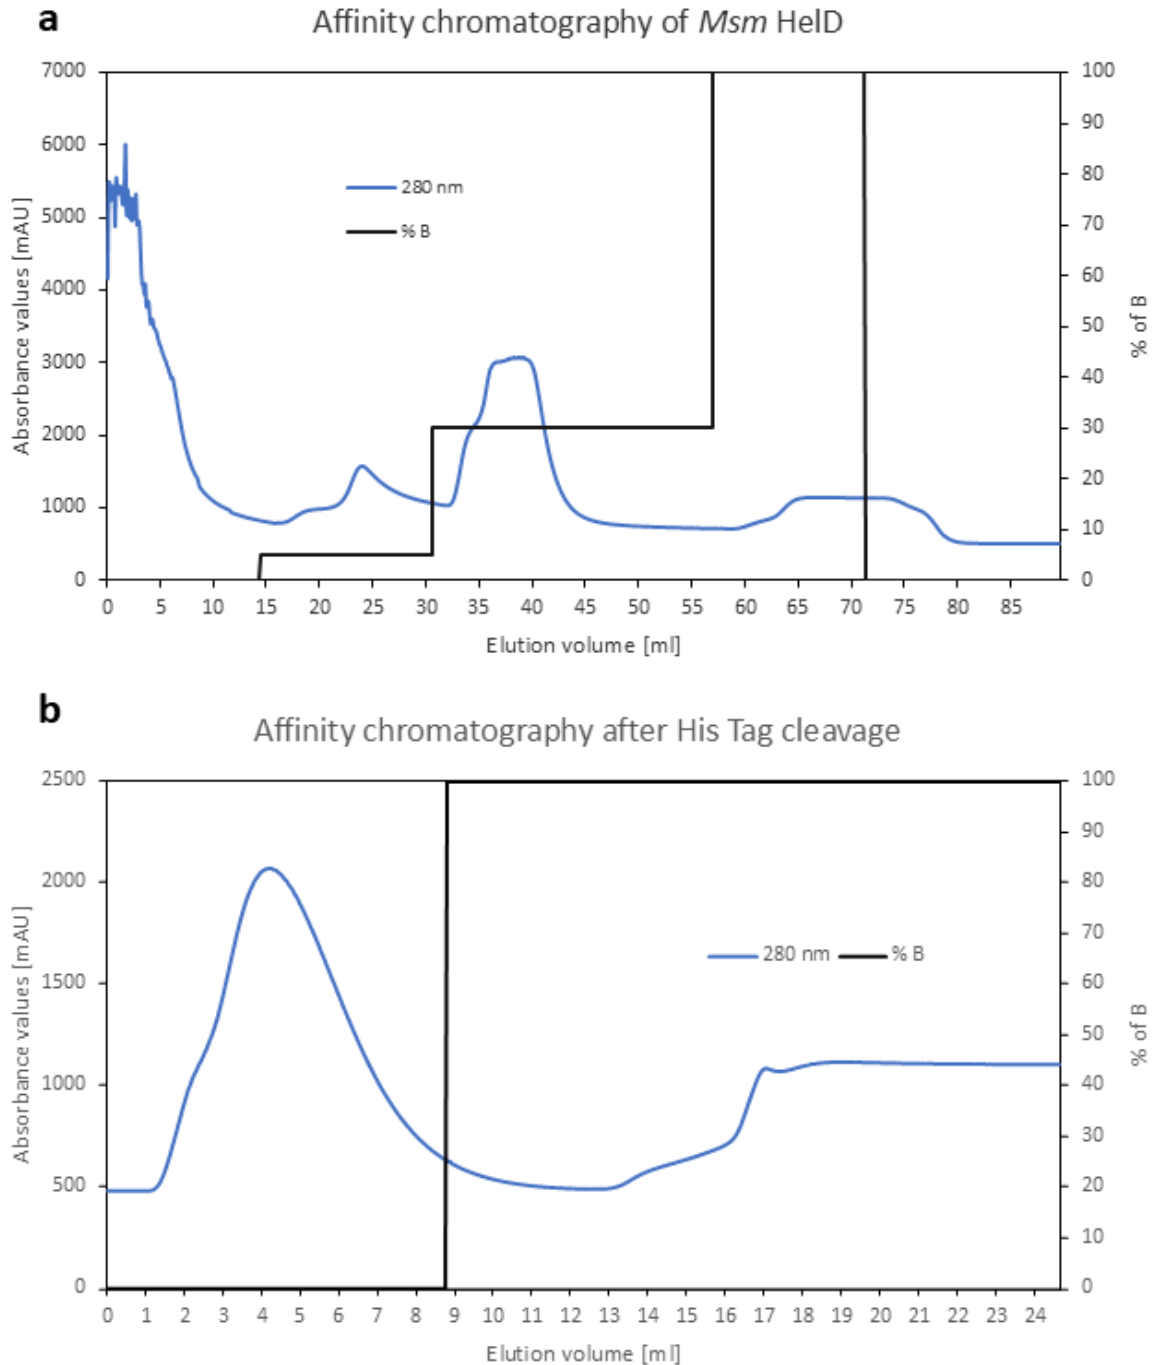 a
Affinity chromatography of Msm HelD
7000
6000
5000
4000
3000
2000
1000
0
Absorbance values [mAU]
280 nm
% B
100
90
80
70
60
50
40
30
20
10
0
% of B
0 5 10 15 20 25 30 35 40 45 50 55 60 65 70 75 80 85
Elution volume [ml]
b
Affinity chromatography after His Tag cleavage
2500
2000
1500
1000
500
0
Absorbance values [mAU]
280 nm % B
100
90
80
70
60
50
40
30
20
10
0
% of B
0 1 2 3 4 5 6 7 8 9 10 11 12 13 14 15 16 17 18 19 20 21 22 23 24
Elution volume [ml]